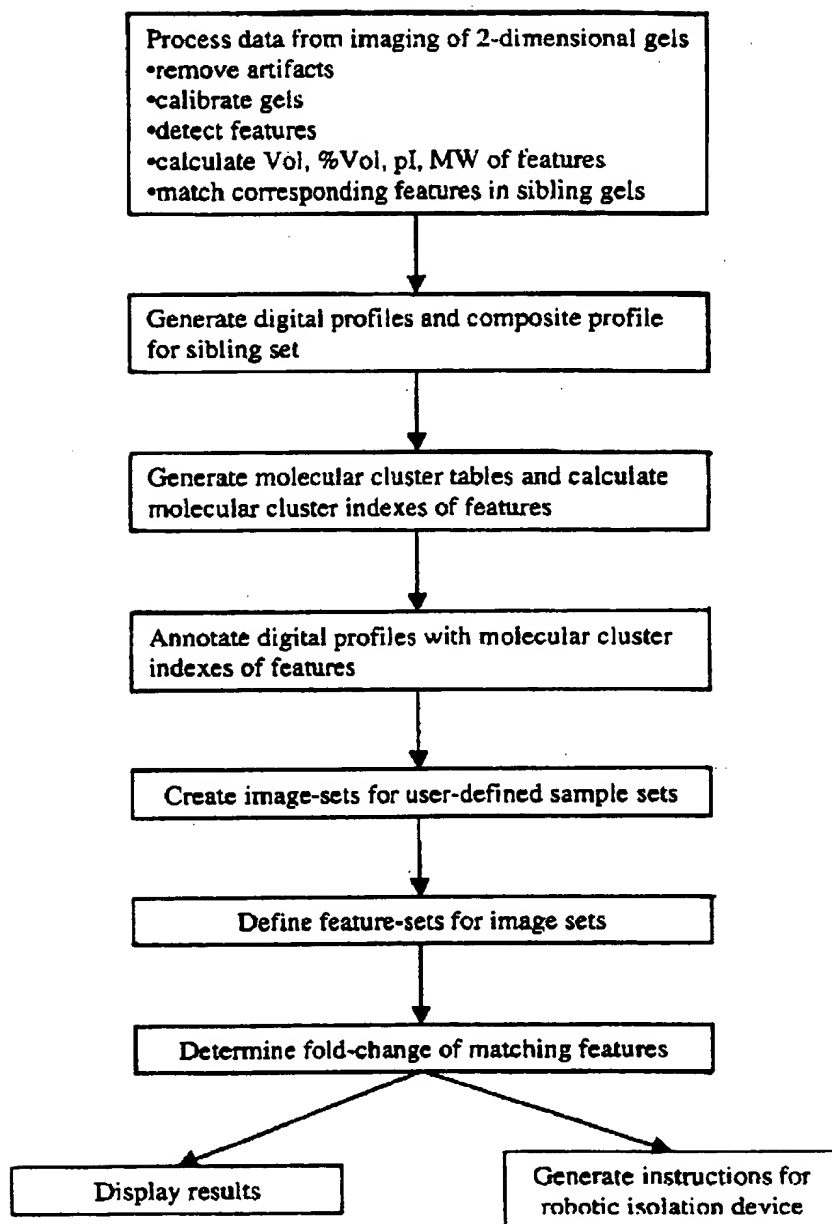 Process data from imaging of 2-dimensional gels
•remove artifacts
•calibrate gels
•detect features
•calculate Vol, %Vol, pI, MW of features
•match corresponding features in sibling gels
Generate digital profiles and composite profile
for sibling set
Generate molecular cluster tables and calculate
molecular cluster indexes of features
Annotate digital profiles with molecular cluster
indexes of features
Create image-sets for user-defined sample sets
Define feature-sets for image sets
Determine fold-change of matching features
Display results
Generate instructions for
robotic isolation device